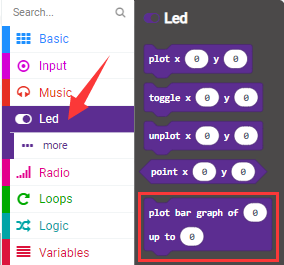 Search...
Basic
Input
Music
Led
more
Radio
Loops
Logic
Variables
Led
plot x 0 y 0
toggle x 0 y 0
unplot x 0 y 0
point x 0 y 0
plot bar graph of 0
up to 0